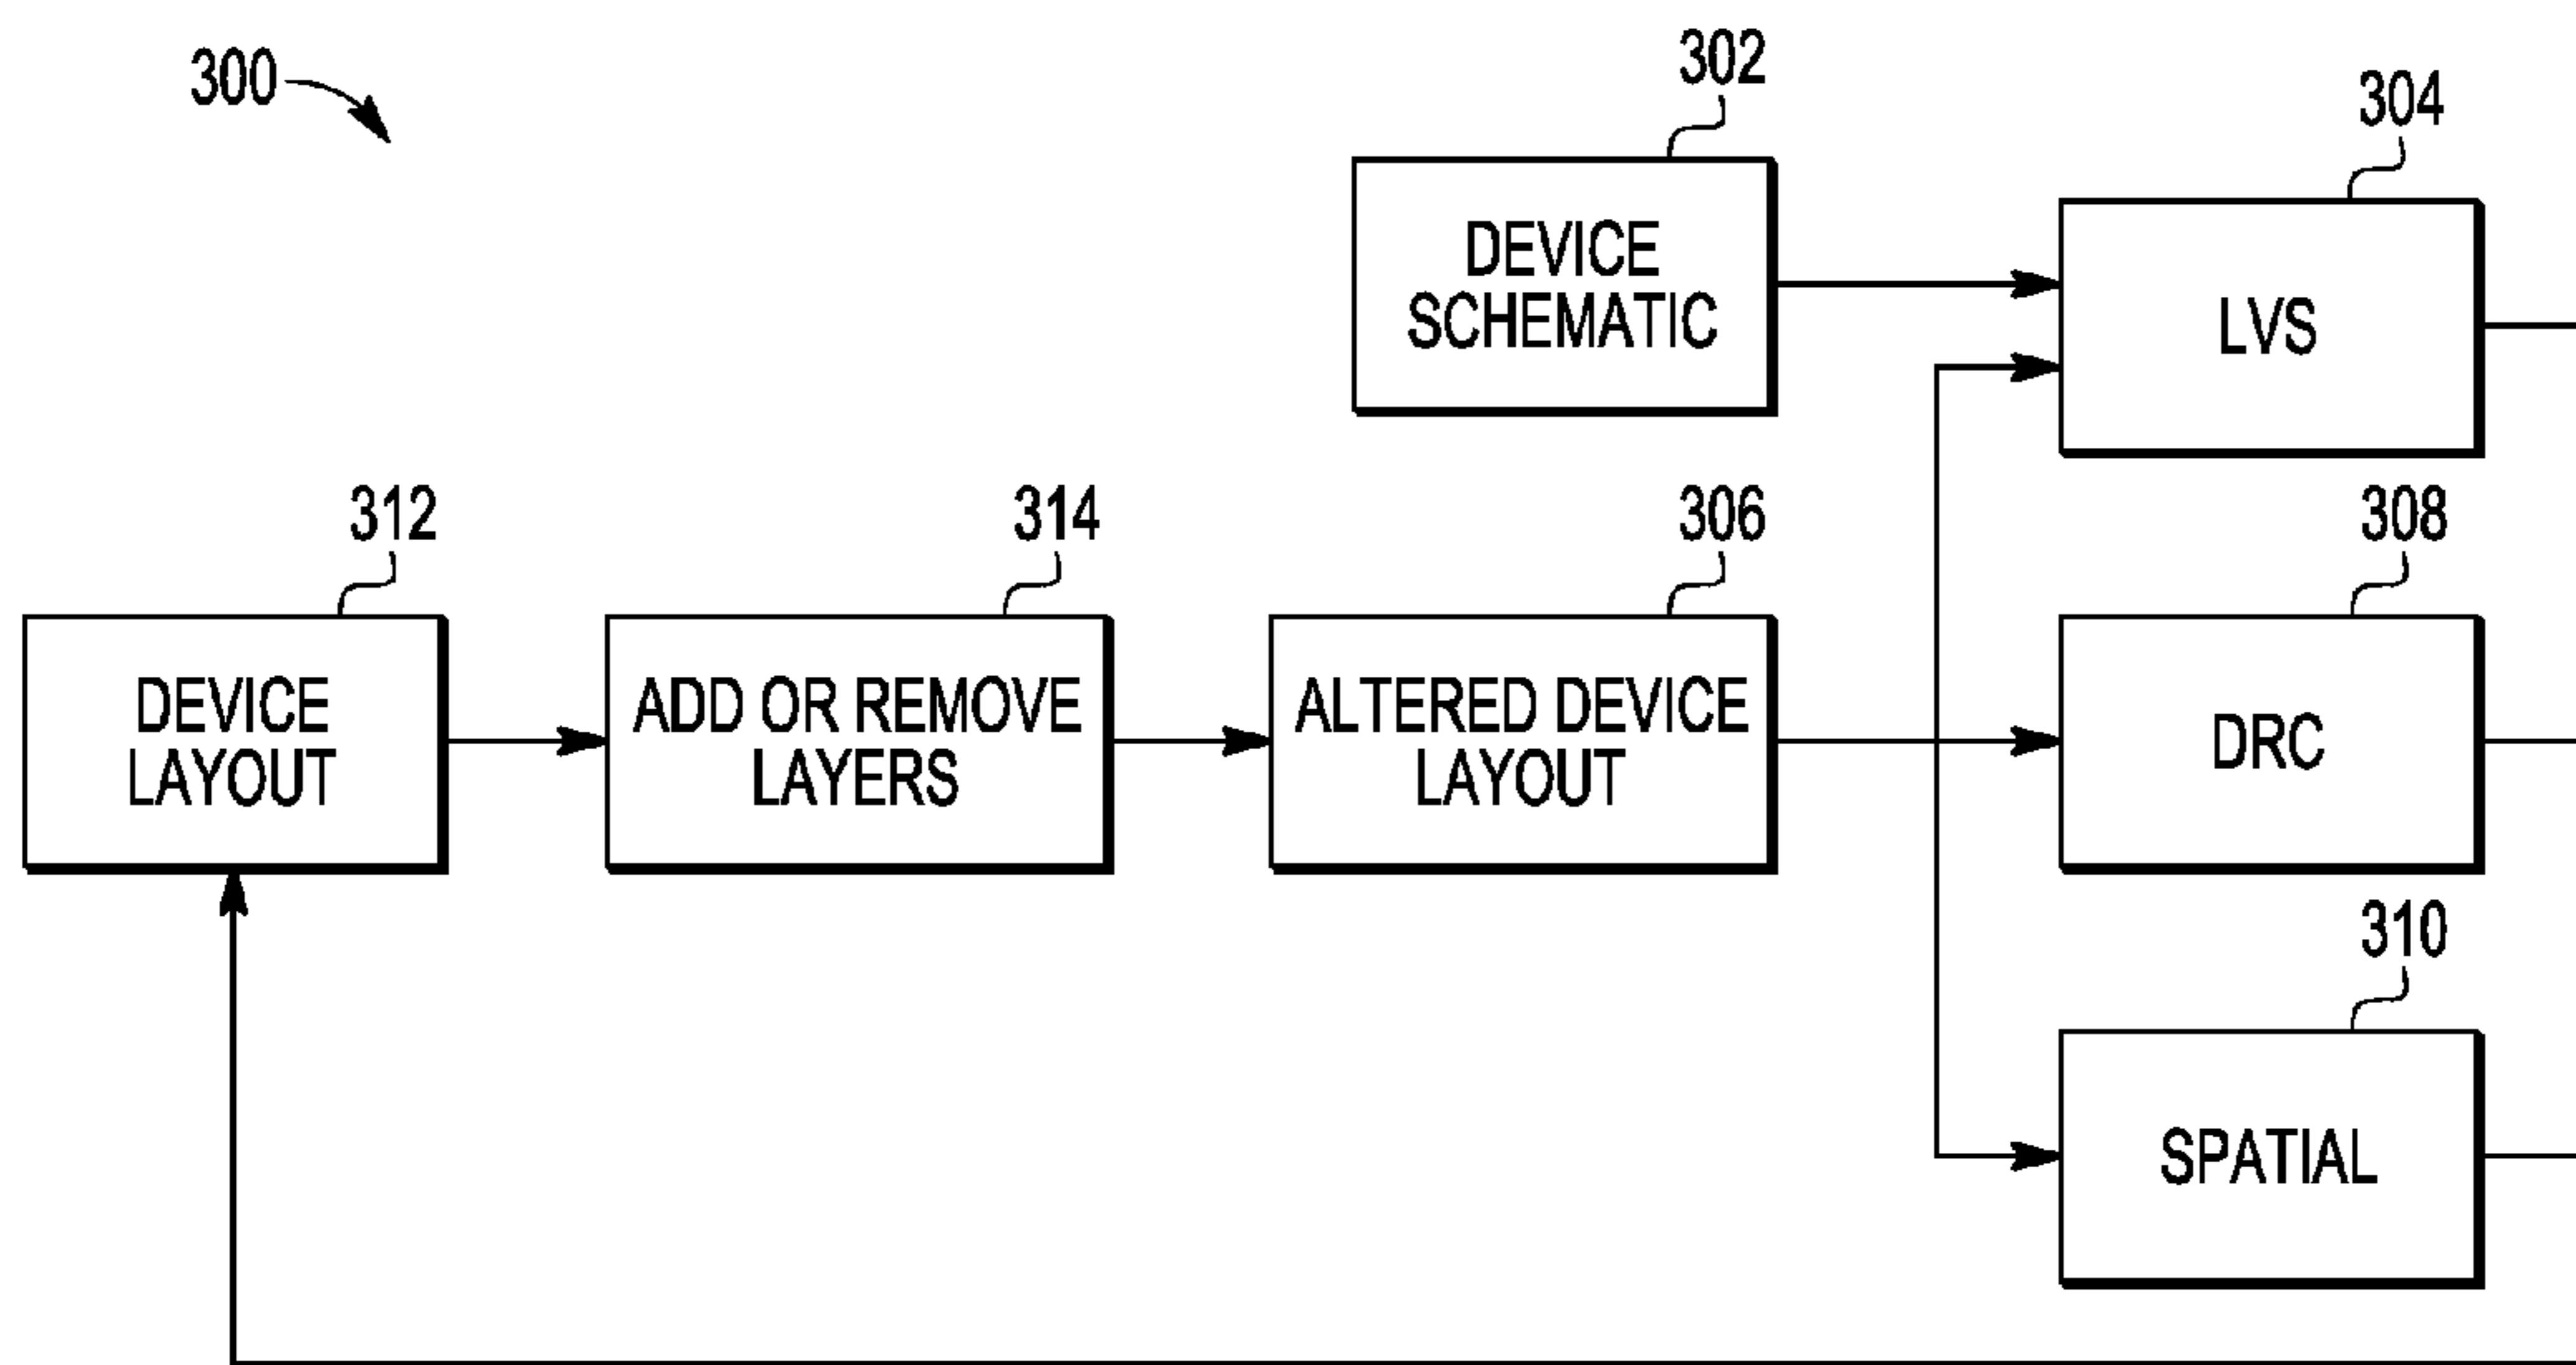 300
302
304
DEVICE
SCHEMATIC
LVS
312
314
306
308
DEVICE
LAYOUT
ADD OR REMOVE
LAYERS
ALTERED DEVICE
LAYOUT
DRC
310
SPATIAL